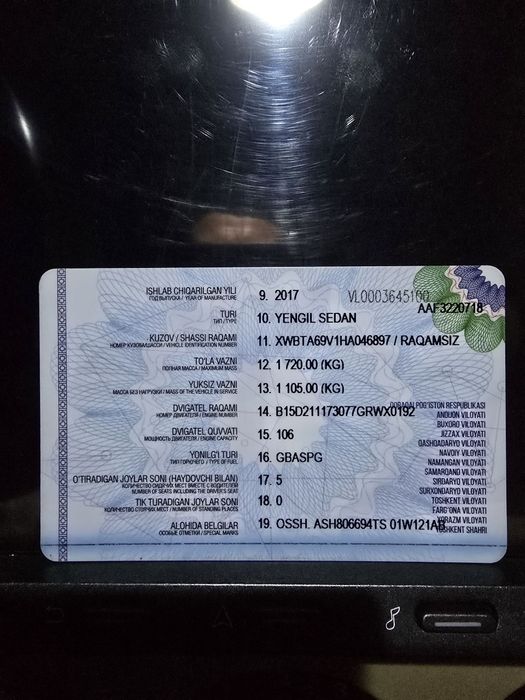 ISHLAB CHIQARILGAN YILI 9. 2017 VL0003645100
ГОД ВЫПУСКА / YEAR OF MANUFACTURE AAF3220718
TURI 10. YENGIL SEDAN
ТИП / TYPE
KUZOV / SHASSI RAQAMI 11. XWBTA69V1HA046897 / RAQAMSIZ
НОМЕР КУЗОВА/ШАССИ / VEHICLE IDENTIFICATION NUMBER
TO'LA VAZNI 12. 1 720.00 (KG)
ПОЛНАЯ МАССА / MAXIMUM MASS
YUKSIZ VAZNI 13. 1 105.00 (KG)
МАССА БЕЗ НАГРУЗКИ / MASS OF THE VEHICLE IN SERVICE
DVIGATEL RAQAMI 14. B15D211173077GRWX0192
НОМЕР ДВИГАТЕЛЯ / ENGINE NUMBER
DVIGATEL QUVVATI 15. 106
МОЩНОСТЬ ДВИГАТЕЛЯ / ENGINE CAPACITY
YONILG'I TURI 16. GBASPG
ТИП ГОРЮЧЕГО / TYPE OF FUEL
O'TIRADIGAN JOYLAR SONI (HAYDOVCHI BILAN) 17. 5
КОЛИЧЕСТВО СИДЯЧИХ МЕСТ ВМЕСТЕ С ВОДИТЕЛЕМ
NUMBER OF SEATS INCLUDING THE DRIVER'S SEAT
TIK TURADIGAN JOYLAR SONI 18. 0
КОЛИЧЕСТВО СТОЯЧИХ МЕСТ / NUMBER OF STANDING PLACES
ALOHIDA BELGILAR 19. OSSH. ASH806694TS 01W121AB
ОСОБЫЕ ОТМЕТКИ / SPECIAL MARKS
QORAQALPOG'ISTON RESPUBLIKASI
ANDIJON VILOYATI
BUXORO VILOYATI
JIZZAX VILOYATI
QASHQADARYO VILOYATI
NAVOIY VILOYATI
NAMANGAN VILOYATI
SAMARQAND VILOYATI
SIRDARYO VILOYATI
SURXONDARYO VILOYATI
TOSHKENT VILOYATI
FARG'ONA VILOYATI
XORAZM VILOYATI
TOSHKENT SHAHRI